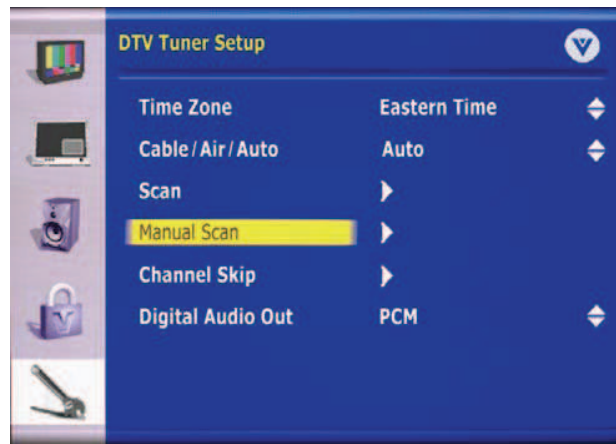 DTV Tuner Setup
Time Zone Eastern Time
Cable/Air/Auto Auto
Scan
Manual Scan
Channel Skip
Digital Audio Out PCM